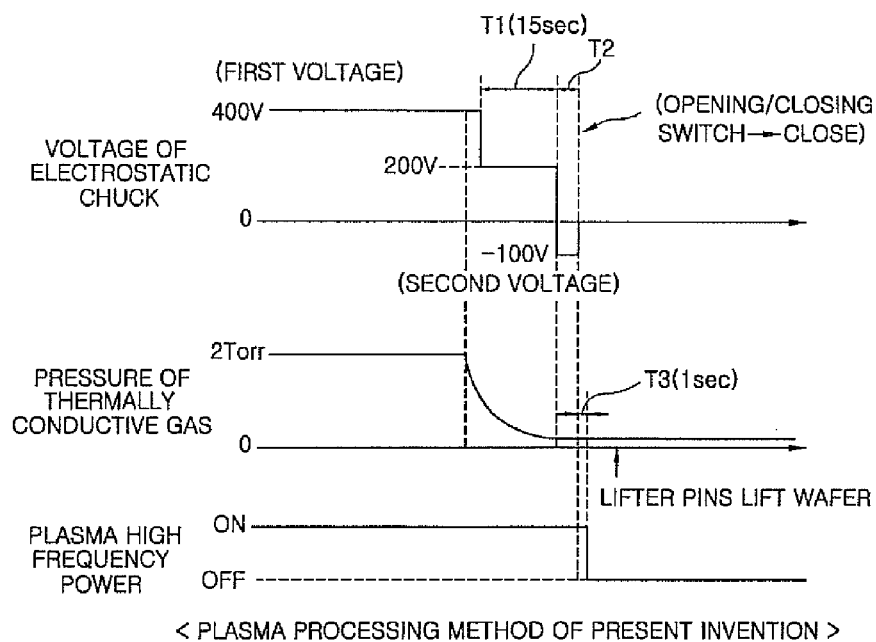 T1(15sec)
T2
(FIRST VOLTAGE)
400V
(OPENING/CLOSING
SWITCH→CLOSE)
VOLTAGE OF
ELECTROSTATIC
CHUCK
200V
0
-100V
(SECOND VOLTAGE)
2Torr
PRESSURE OF
THERMALLY
CONDUCTIVE GAS
T3(1sec)
0
LIFTER PINS LIFT WAFER
PLASMA HIGH
FREQUENCY
POWER
ON
OFF
< PLASMA PROCESSING METHOD OF PRESENT INVENTION >